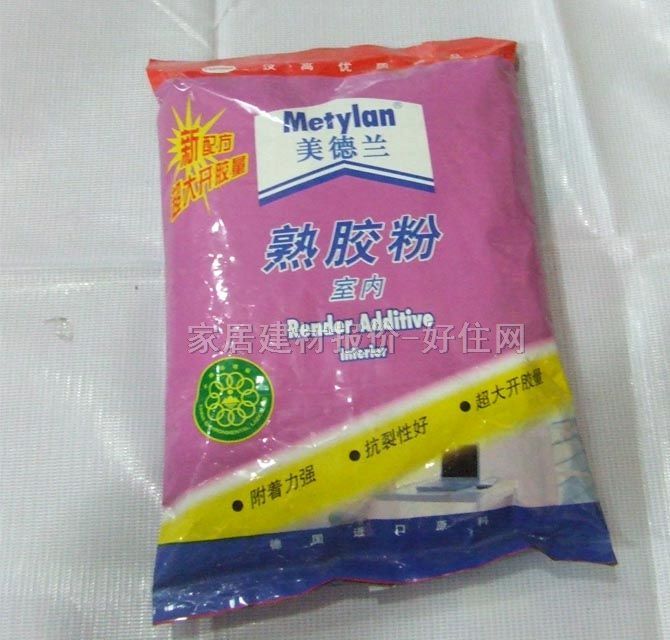 汉高优质产品
Metylan®
美德兰
新配方
超大开胶量
熟胶粉
室内
Render Additive
Interior
家居建材报价-好住网
附着力强
抗裂性好
超大开胶量
德国进口原料